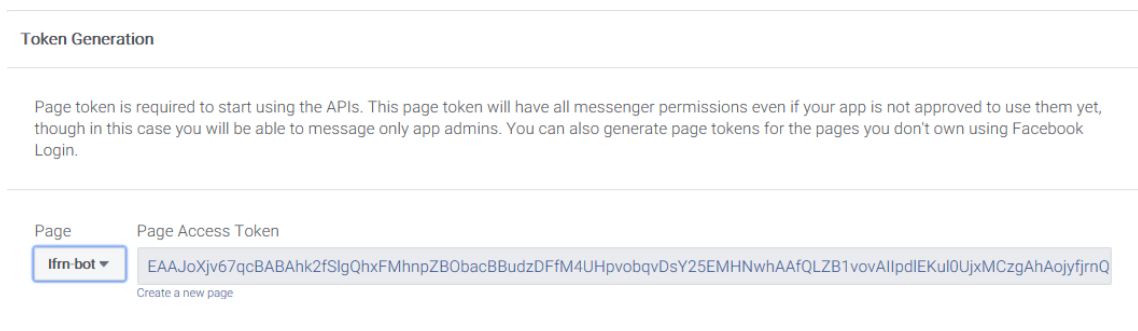 Token Generation
Page token is required to start using the APIs. This page token will have all messenger permissions even if your app is not approved to use them yet,
though in this case you will be able to message only app admins. You can also generate page tokens for the pages you don't own using Facebook
Login.
Page
Page Access Token
Ifrn-bot
EAAJoXjv67qcBABAhk2fSlgQhxFMhnpZBObacBBudzDFfM4UHpvobqvDsY25EMHNwhAAfQLZB1vovAIIpdlEKul0UjxMCzgAhAojyfjrnQ
Create a new page